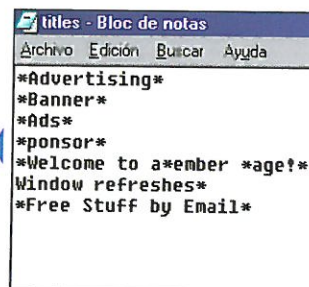 titles - Bloc de notas
Archivo Edición Buscar Ayuda
*Advertising*
*Banner*
*Ads*
*ponsor*
*Welcome to a*ember *age!*
Window refreshes*
*Free Stuff by Email*